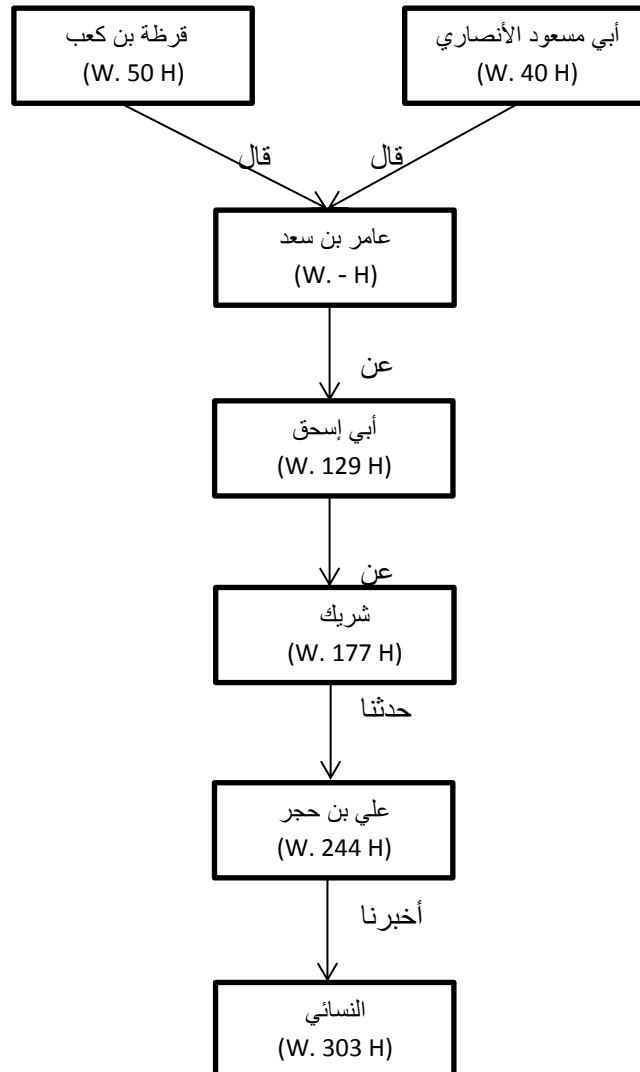 أبي مسعود الأنصاري
(W. 40 H)
قرظة بن كعب
(W. 50 H)
قال
قال
عامر بن سعد
(W. - H)
عن
أبي إسحق
(W. 129 H)
عن
شريك
(W. 177 H)
حدثنا
علي بن حجر
(W. 244 H)
أخبرنا
النسائي
(W. 303 H)